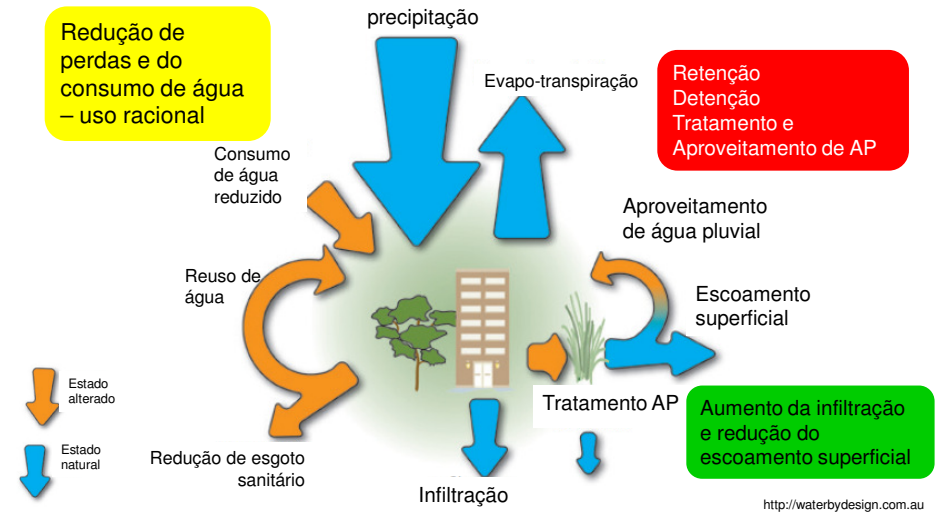 Redução de
perdas e do
consumo de água
– uso racional
precipitação
Evapo-transpiração
Retenção
Detenção
Tratamento e
Aproveitamento de AP
Consumo
de água
reduzido
Aproveitamento
de água pluvial
Reuso de
água
Escoamento
superficial
Estado
alterado
Estado
natural
Tratamento AP
Aumento da infiltração
e redução do
escoamento superficial
Redução de esgoto
sanitário
Infiltração
http://waterbydesign.com.au